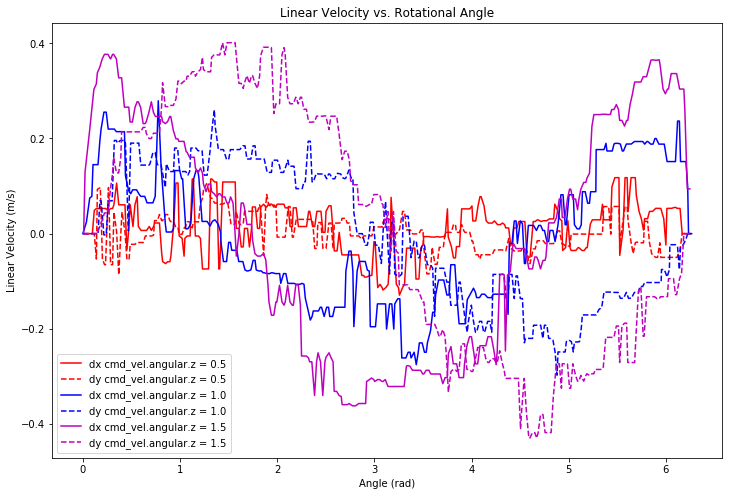 Linear Velocity vs. Rotational Angle
Linear Velocity (m/s)
0.4
0.2
0.0
−0.2
−0.4
dx cmd_vel.angular.z = 0.5
dy cmd_vel.angular.z = 0.5
dx cmd_vel.angular.z = 1.0
dy cmd_vel.angular.z = 1.0
dx cmd_vel.angular.z = 1.5
dy cmd_vel.angular.z = 1.5
0 1 2 3 4 5 6
Angle (rad)